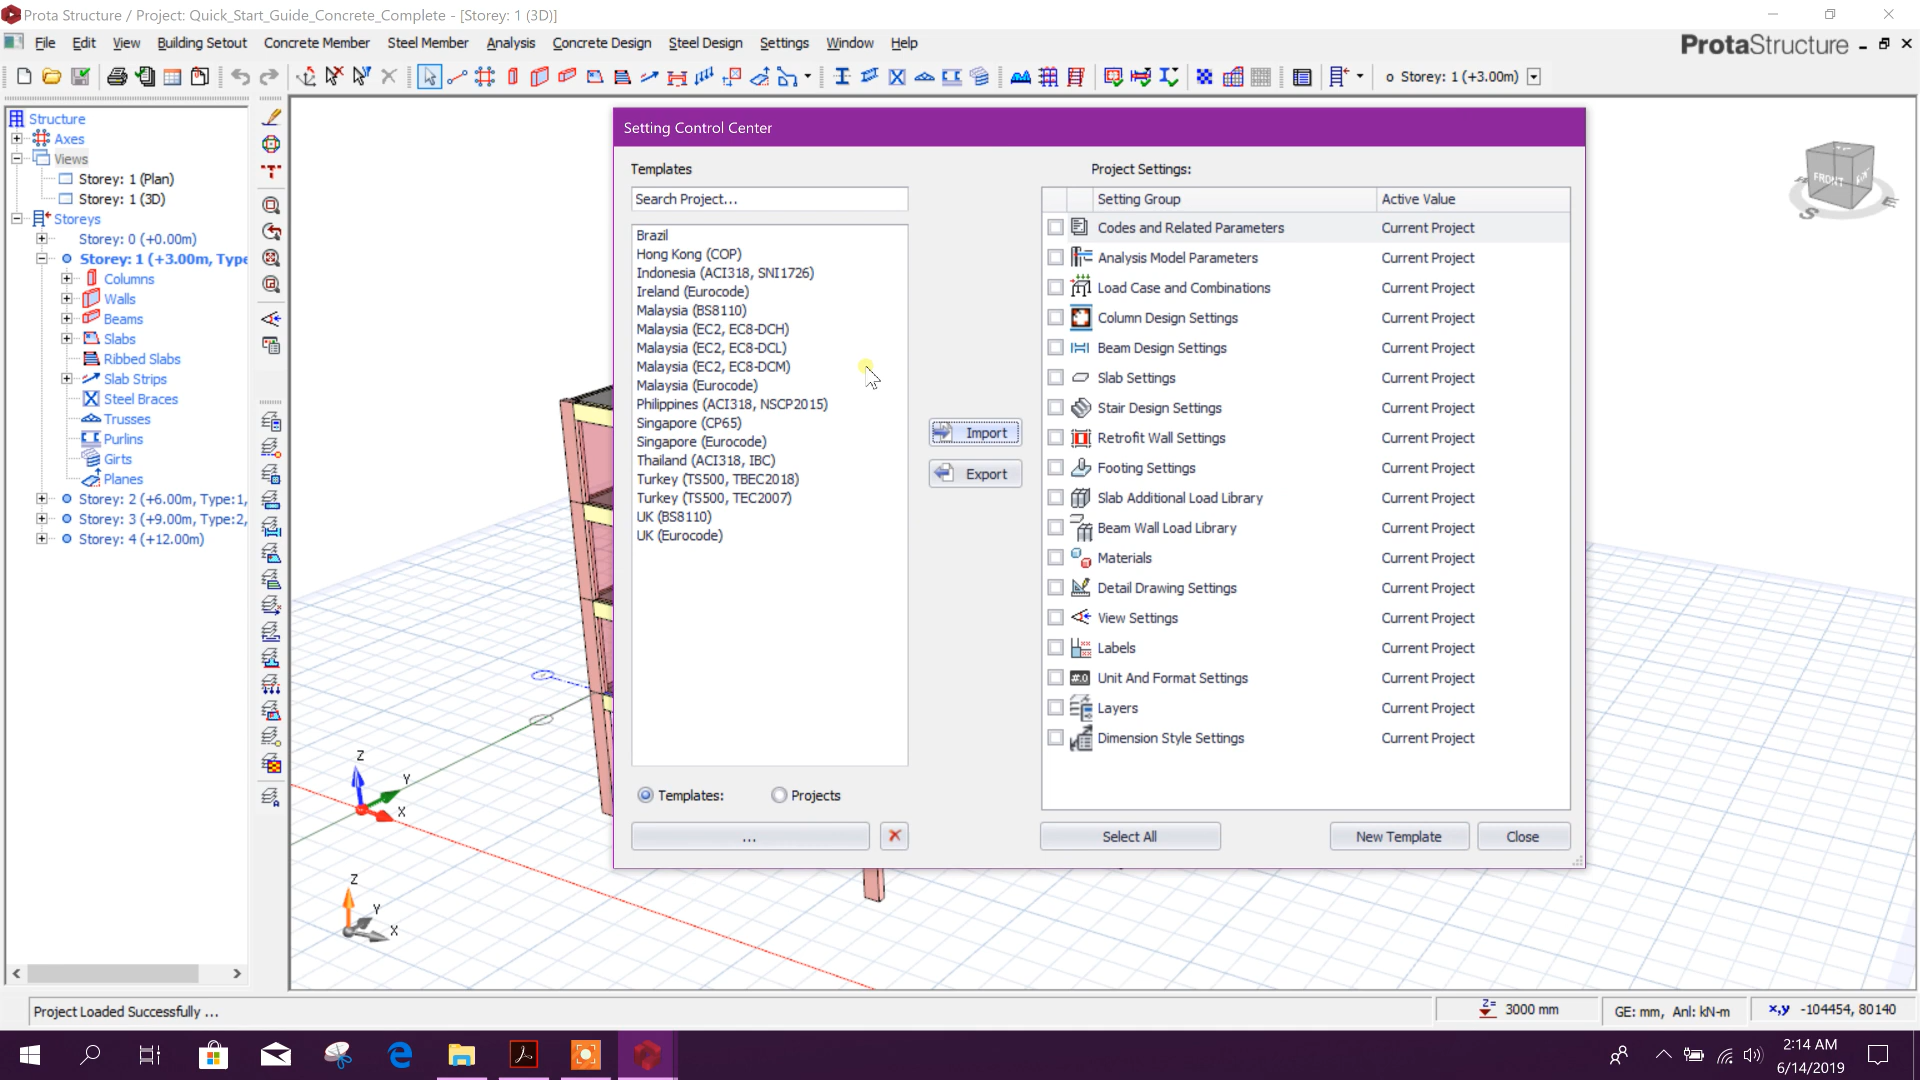 Prota Structure / Project: Quick_Start_Guide_Concrete_Complete - [Storey: 1 (3D)]
File Edit View Building Setout Concrete Member Steel Member Analysis Concrete Design Steel Design Settings Window Help
ProtaStructure
Storey: 1 (+3.00m)
Structure
Axes
Views
Storey: 1 (Plan)
Storey: 1 (3D)
Storeys
Storey: 0 (+0.00m)
Storey: 1 (+3.00m, Type
Columns
Walls
Beams
Slabs
Ribbed Slabs
Slab Strips
Steel Braces
Trusses
Purlins
Girts
Planes
Storey: 2 (+6.00m, Type:1,
Storey: 3 (+9.00m, Type:2,
Storey: 4 (+12.00m)
Setting Control Center
Templates
Search Project...
Brazil
Hong Kong (COP)
Indonesia (ACI318, SNI1726)
Ireland (Eurocode)
Malaysia (BS8110)
Malaysia (EC2, EC8-DCH)
Malaysia (EC2, EC8-DCL)
Malaysia (EC2, EC8-DCM)
Malaysia (Eurocode)
Philippines (ACI318, NSCP2015)
Singapore (CP65)
Singapore (Eurocode)
Thailand (ACI318, IBC)
Turkey (TS500, TBEC2018)
Turkey (TS500, TEC2007)
UK (BS8110)
UK (Eurocode)
Templates: Projects
...
Import
Export
Project Settings:
Setting Group Active Value
Codes and Related Parameters Current Project
Analysis Model Parameters Current Project
Load Case and Combinations Current Project
Column Design Settings Current Project
Beam Design Settings Current Project
Slab Settings Current Project
Stair Design Settings Current Project
Retrofit Wall Settings Current Project
Footing Settings Current Project
Slab Additional Load Library Current Project
Beam Wall Load Library Current Project
Materials Current Project
Detail Drawing Settings Current Project
View Settings Current Project
Labels Current Project
Unit And Format Settings Current Project
Layers Current Project
Dimension Style Settings Current Project
Select All New Template Close
FRONT
S
E
Z
Y
X
Z
Y
X
Project Loaded Successfully ...
Z= 3000 mm
GE: mm, Anl: kN-m
x,y -104454, 80140
2:14 AM
6/14/2019